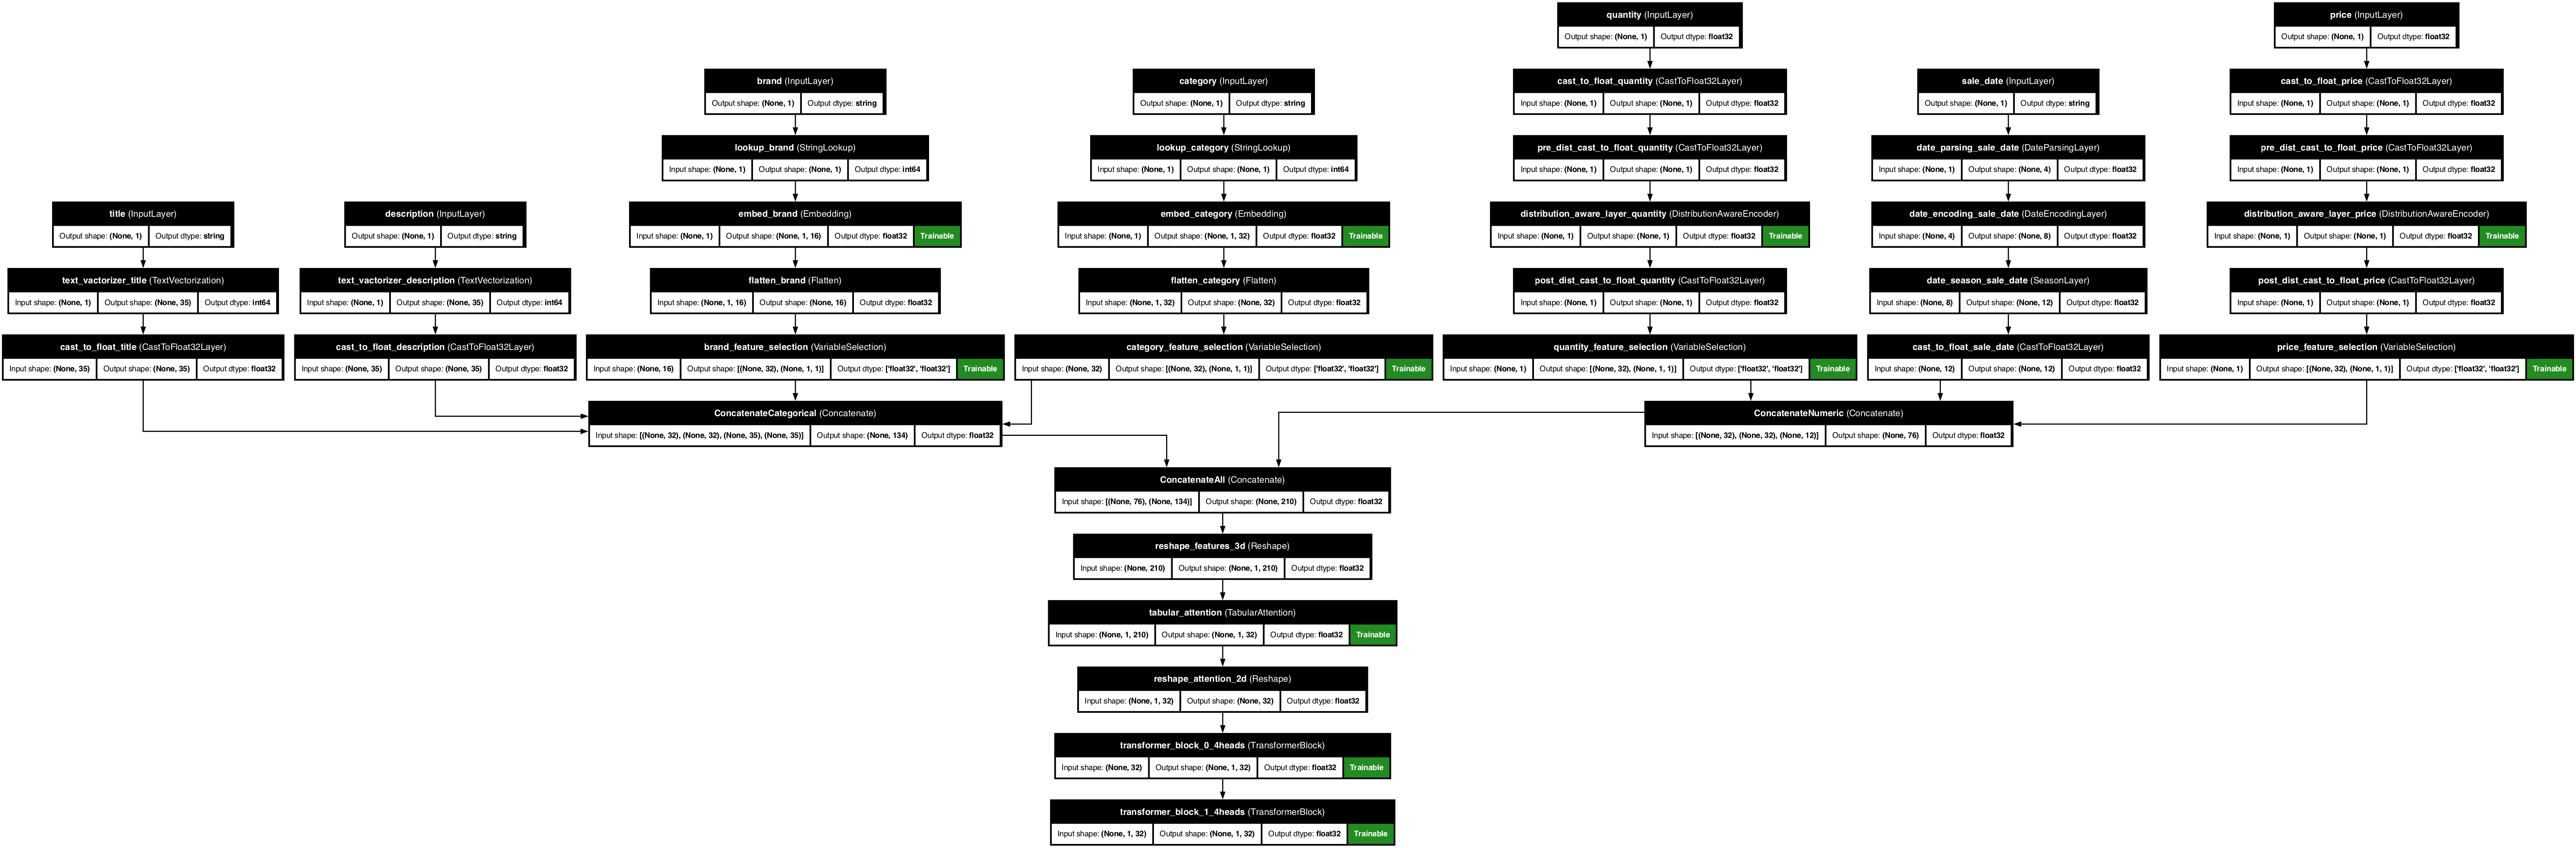 quantity (InputLayer)
Output shape: (None, 1) Output dtype: float32
price (InputLayer)
Output shape: (None, 1) Output dtype: float32
brand (InputLayer)
Output shape: (None, 1) Output dtype: string
category (InputLayer)
Output shape: (None, 1) Output dtype: string
cast_to_float_quantity (CastToFloat32Layer)
Input shape: (None, 1) Output shape: (None, 1) Output dtype: float32
sale_date (InputLayer)
Output shape: (None, 1) Output dtype: string
cast_to_float_price (CastToFloat32Layer)
Input shape: (None, 1) Output shape: (None, 1) Output dtype: float32
lookup_brand (StringLookup)
Input shape: (None, 1) Output shape: (None, 1) Output dtype: int64
lookup_category (StringLookup)
Input shape: (None, 1) Output shape: (None, 1) Output dtype: int64
pre_dist_cast_to_float_quantity (CastToFloat32Layer)
Input shape: (None, 1) Output shape: (None, 1) Output dtype: float32
date_parsing_sale_date (DateParsingLayer)
Input shape: (None, 1) Output shape: (None, 4) Output dtype: float32
pre_dist_cast_to_float_price (CastToFloat32Layer)
Input shape: (None, 1) Output shape: (None, 1) Output dtype: float32
title (InputLayer)
Output shape: (None, 1) Output dtype: string
description (InputLayer)
Output shape: (None, 1) Output dtype: string
embed_brand (Embedding)
Input shape: (None, 1) Output shape: (None, 1, 16) Output dtype: float32 Trainable
embed_category (Embedding)
Input shape: (None, 1) Output shape: (None, 1, 32) Output dtype: float32 Trainable
distribution_aware_layer_quantity (DistributionAwareEncoder)
Input shape: (None, 1) Output shape: (None, 1) Output dtype: float32 Trainable
date_encoding_sale_date (DateEncodingLayer)
Input shape: (None, 4) Output shape: (None, 8) Output dtype: float32
distribution_aware_layer_price (DistributionAwareEncoder)
Input shape: (None, 1) Output shape: (None, 1) Output dtype: float32 Trainable
text_vactorizer_title (TextVectorization)
Input shape: (None, 1) Output shape: (None, 35) Output dtype: int64
text_vactorizer_description (TextVectorization)
Input shape: (None, 1) Output shape: (None, 35) Output dtype: int64
flatten_brand (Flatten)
Input shape: (None, 1, 16) Output shape: (None, 16) Output dtype: float32
flatten_category (Flatten)
Input shape: (None, 1, 32) Output shape: (None, 32) Output dtype: float32
post_dist_cast_to_float_quantity (CastToFloat32Layer)
Input shape: (None, 1) Output shape: (None, 1) Output dtype: float32
date_season_sale_date (SeasonLayer)
Input shape: (None, 8) Output shape: (None, 12) Output dtype: float32
post_dist_cast_to_float_price (CastToFloat32Layer)
Input shape: (None, 1) Output shape: (None, 1) Output dtype: float32
cast_to_float_title (CastToFloat32Layer)
Input shape: (None, 35) Output shape: (None, 35) Output dtype: float32
cast_to_float_description (CastToFloat32Layer)
Input shape: (None, 35) Output shape: (None, 35) Output dtype: float32
brand_feature_selection (VariableSelection)
Input shape: (None, 16) Output shape: [(None, 32), (None, 1, 1)] Output dtype: ['float32', 'float32'] Trainable
category_feature_selection (VariableSelection)
Input shape: (None, 32) Output shape: [(None, 32), (None, 1, 1)] Output dtype: ['float32', 'float32'] Trainable
quantity_feature_selection (VariableSelection)
Input shape: (None, 1) Output shape: [(None, 32), (None, 1, 1)] Output dtype: ['float32', 'float32'] Trainable
cast_to_float_sale_date (CastToFloat32Layer)
Input shape: (None, 12) Output shape: (None, 12) Output dtype: float32
price_feature_selection (VariableSelection)
Input shape: (None, 1) Output shape: [(None, 32), (None, 1, 1)] Output dtype: ['float32', 'float32'] Trainable
ConcatenateCategorical (Concatenate)
Input shape: [(None, 32), (None, 32), (None, 35), (None, 35)] Output shape: (None, 134) Output dtype: float32
ConcatenateNumeric (Concatenate)
Input shape: [(None, 32), (None, 32), (None, 12)] Output shape: (None, 76) Output dtype: float32
ConcatenateAll (Concatenate)
Input shape: [(None, 76), (None, 134)] Output shape: (None, 210) Output dtype: float32
reshape_features_3d (Reshape)
Input shape: (None, 210) Output shape: (None, 1, 210) Output dtype: float32
tabular_attention (TabularAttention)
Input shape: (None, 1, 210) Output shape: (None, 1, 32) Output dtype: float32 Trainable
reshape_attention_2d (Reshape)
Input shape: (None, 1, 32) Output shape: (None, 32) Output dtype: float32
transformer_block_0_4heads (TransformerBlock)
Input shape: (None, 32) Output shape: (None, 1, 32) Output dtype: float32 Trainable
transformer_block_1_4heads (TransformerBlock)
Input shape: (None, 1, 32) Output shape: (None, 1, 32) Output dtype: float32 Trainable